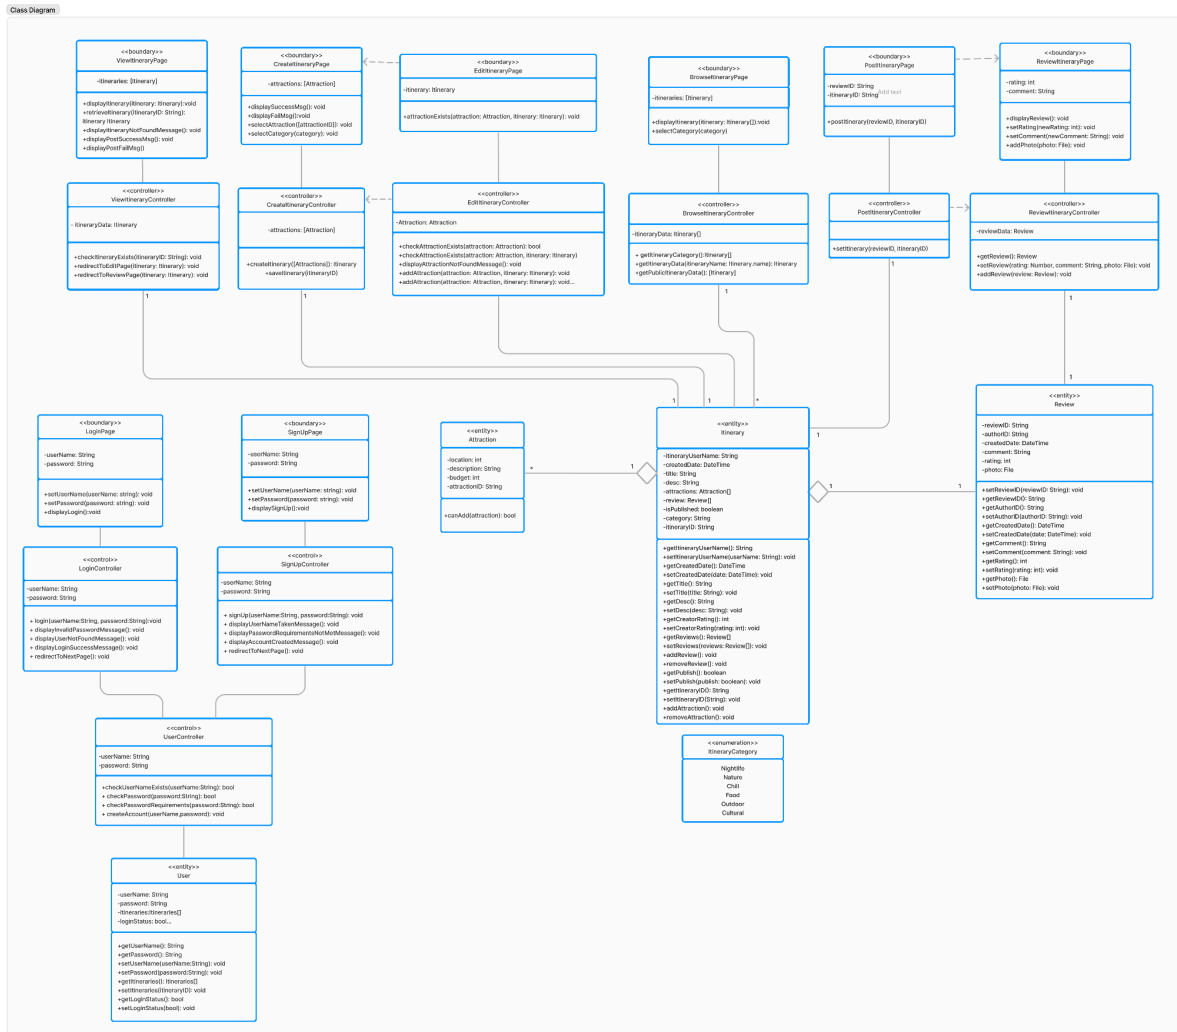 Class Diagram
<<boundary>>
ViewItineraryPage
-itineraries: [Itinerary]
+displayItinerary(itinerary: Itinerary):void
+retrieveItinerary(itineraryID: String):
Itinerary Itinerary
+displayItineraryNotFoundMessage(): void
+displayPostSuccessMsg(): void
+displayPostFailMsg()
<<boundary>>
CreateItineraryPage
-attractions: [Attraction]
+displaySuccessMsg(): void
+displayFailMsg():void
+selectAttraction([attractionID]): void
+selectCategory(category): void
<<boundary>>
EditItineraryPage
-itinerary: Itinerary
+attractionExists(attraction: Attraction, itinerary: Itinerary): void
<<boundary>>
BrowseItineraryPage
-itineraries: [Itinerary]
+displayItinerary(itinerary: Itinerary[]):void
+selectCategory(category)
<<boundary>>
PostItineraryPage
-reviewID: String
-itineraryID: String
Add text
+postItinerary(reviewID, itineraryID)
<<boundary>>
ReviewItineraryPage
-rating: int
-comment: String
+displayReview(): void
+setRating(newRating: int): void
+setComment(newComment: String): void
+addPhoto(photo: File): void
<<controller>>
ViewItineraryController
- itineraryData: Itinerary
+checkItineraryExists(itineraryID: String): void
+redirectToEditPage(itinerary: Itinerary): void
+redirectToReviewPage(itinerary: Itinerary): void
1
<<controller>>
CreateItineraryController
-attractions: [Attraction]
+createItinerary([Attractions]): Itinerary
+saveItinerary(itineraryID)
1
<<controller>>
EditItineraryController
-Attraction: Attraction
+checkAttractionExists(attraction: Attraction): bool
+checkAttractionExists(attraction: Attraction, itinerary: Itinerary)
+displayAttractionNotFoundMessage(): void
+addAttraction(attraction: Attraction, itinerary: Itinerary): void
+addAttraction(attraction: Attraction, itinerary: Itinerary): void...
<<controller>>
BrowseItineraryController
-itineraryData: Itinerary[]
+ getItineraryCategory():Itinerary[]
+getItineraryData(itineraryName: Itinerary.name): Itinerary
+getPublicItineraryData(): [Itinerary]
1
<<controller>>
PostItineraryController
+setItinerary(reviewID, itineraryID)
1
<<controller>>
ReviewItineraryController
-reviewData: Review
+getReview(): Review
+setReview(rating: Number, comment: String, photo: File): void
+addReview(review: Review): void
1
1
1
1
*
1
<<boundary>>
LoginPage
-userName: String
-password: String
+setUserName(userName: string): void
+setPassword(password: string): void
+displayLogin():void
<<boundary>>
SignUpPage
-userName: String
-password: String
+setUserName(userName: string): void
+setPassword(password: string): void
+displaySignUp():void
<<entity>>
Attraction
-location: int
-description: String
-budget: int
-attractionID: String
+canAdd(attraction): bool
*
1
<<entity>>
Itinerary
-itineraryUserName: String
-createdDate: DateTime
-title: String
-desc: String
-attractions: Attraction[]
-review: Review[]
-isPublished: boolean
-category: String
-itineraryID: String
+getItineraryUserName(): String
+setItineraryUserName(userName: String): void
+getCreatedDate(): DateTime
+setCreatedDate(date: DateTime): void
+getTitle(): String
+setTitle(title: String): void
+getDesc(): String
+setDesc(desc: String): void
+getCreatorRating(): int
+setCreatorRating(rating: int): void
+getReviews(): Review[]
+setReviews(reviews: Review[]): void
+addReview(): void
+removeReview(): void
+getPublish(): boolean
+setPublish(publish: boolean): void
+getItineraryID(): String
+setItineraryID(String): void
+addAttraction(): void
+removeAttraction(): void
1
1
<<entity>>
Review
-reviewID: String
-authorID: String
-createdDate: DateTime
-comment: String
-rating: int
-photo: File
+setReviewID(reviewID: String): void
+getReviewID(): String
+getAuthorID(): String
+setAuthorID(authorID: String): void
+getCreatedDate(): DateTime
+setCreatedDate(date: DateTime): void
+getComment(): String
+setComment(comment: String): void
+getRating(): int
+setRating(rating: int): void
+getPhoto(): File
+setPhoto(photo: File): void
<<control>>
LoginController
-userName: String
-password: String
+ login(userName:String, password:String):void
+ displayInvalidPasswordMessage(): void
+ displayUserNotFoundMessage(): void
+ displayLoginSuccessMessage(): void
+ redirectToNextPage(): void
<<control>>
SignUpController
-userName: String
-password: String
+ signUp(userName:String, password:String): void
+ displayUserNameTakenMessage(): void
+ displayPasswordRequirementsNotMetMessage(): void
+ displayAccountCreatedMessage(): void
+ redirectToNextPage(): void
<<control>>
UserController
-userName: String
-password: String
+checkUserNameExists(userName:String): bool
+ checkPassword(password:String): bool
+ checkPasswordRequirements(password:String): bool
+ createAccount(userName,password): void
<<enumeration>>
ItineraryCategory
Nightlife
Nature
Chill
Food
Outdoor
Cultural
<<entity>>
User
-userName: String
-password: String
-itineraries:Itineraries[]
-loginStatus: bool...
+getUserName(): String
+getPassword(): String
+setUserName(userName:String): void
+setPassword(password:String): void
+getItineraries(): Itineraries[]
+setItineraries(itineraryID): void
+getLoginStatus(): bool
+setLoginStatus(bool): void